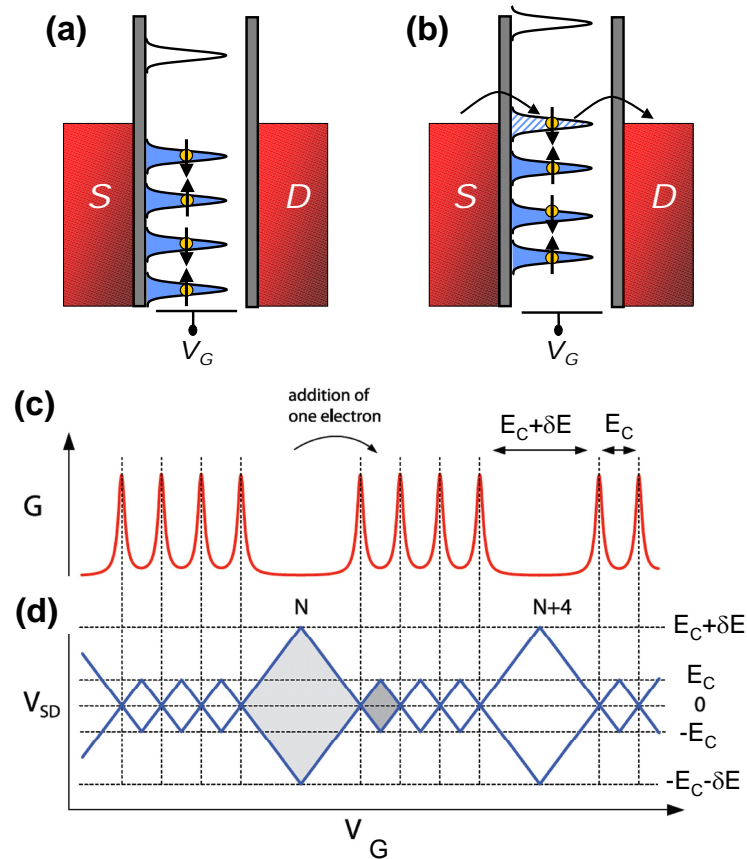 (a)
S
D
V_G
(b)
S
D
V_G
(c)
addition of
one electron
E_C+δE
E_C
G
(d)
N
N+4
E_C+δE
E_C
V_SD
0
-E_C
-E_C-δE
V_G